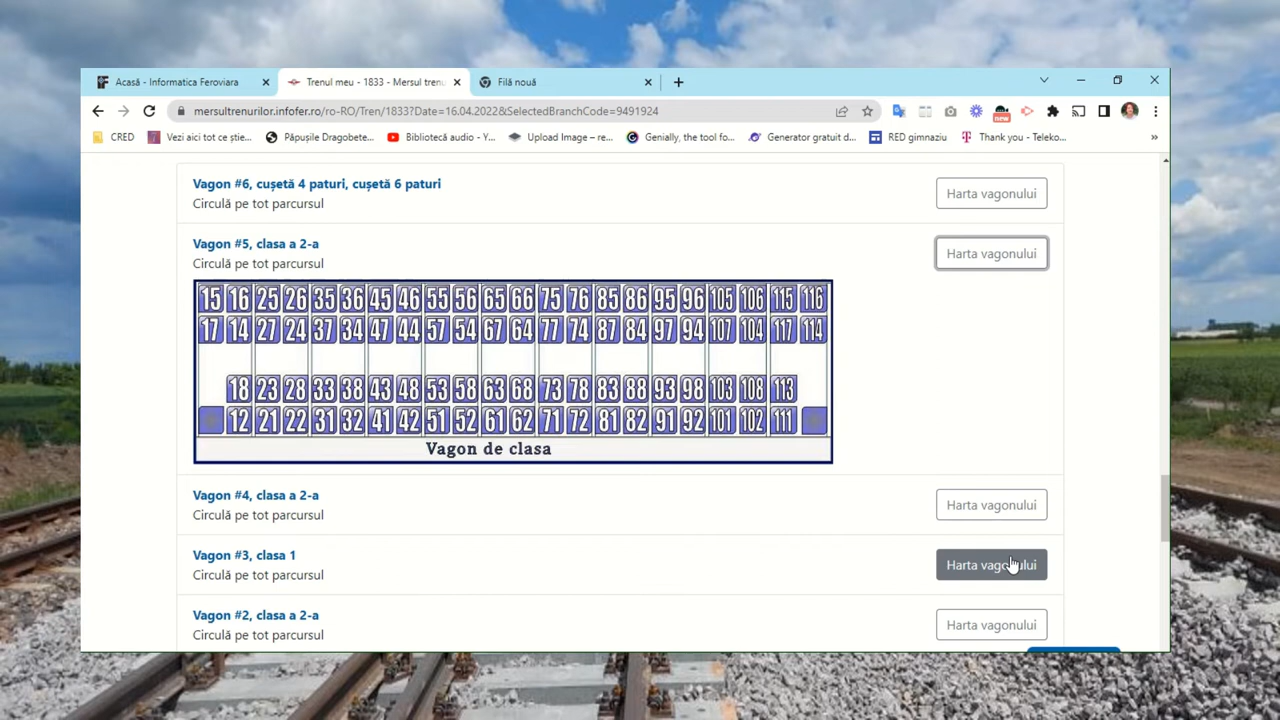 Acasă - Informatica Feroviara
Trenul meu - 1833 - Mersul trenu
Filă nouă
mersultrenurilor.infofer.ro/ro-RO/Tren/1833?Date=16.04.2022&SelectedBranchCode=9491924
new
CRED
Vezi aici tot ce știe...
Păpușile Dragobete...
Bibliotecă audio - Y...
Upload Image – re...
Genially, the tool fo...
Generator gratuit d...
RED gimnaziu
Thank you - Teleko...
»
Vagon #6, cușetă 4 paturi, cușetă 6 paturi
Circulă pe tot parcursul
Harta vagonului
Vagon #5, clasa a 2-a
Circulă pe tot parcursul
Harta vagonului
15 16 25 26 35 36 45 46 55 56 65 66 75 76 85 86 95 96 105 106 115 116
17 14 27 24 37 34 47 44 57 54 67 64 77 74 87 84 97 94 107 104 117 114
18 23 28 33 38 43 48 53 58 63 68 73 78 83 88 93 98 103 108 113
12 21 22 31 32 41 42 51 52 61 62 71 72 81 82 91 92 101 102 111
Vagon de clasa
Vagon #4, clasa a 2-a
Circulă pe tot parcursul
Harta vagonului
Vagon #3, clasa 1
Circulă pe tot parcursul
Harta vagonului
Vagon #2, clasa a 2-a
Circulă pe tot parcursul
Harta vagonului